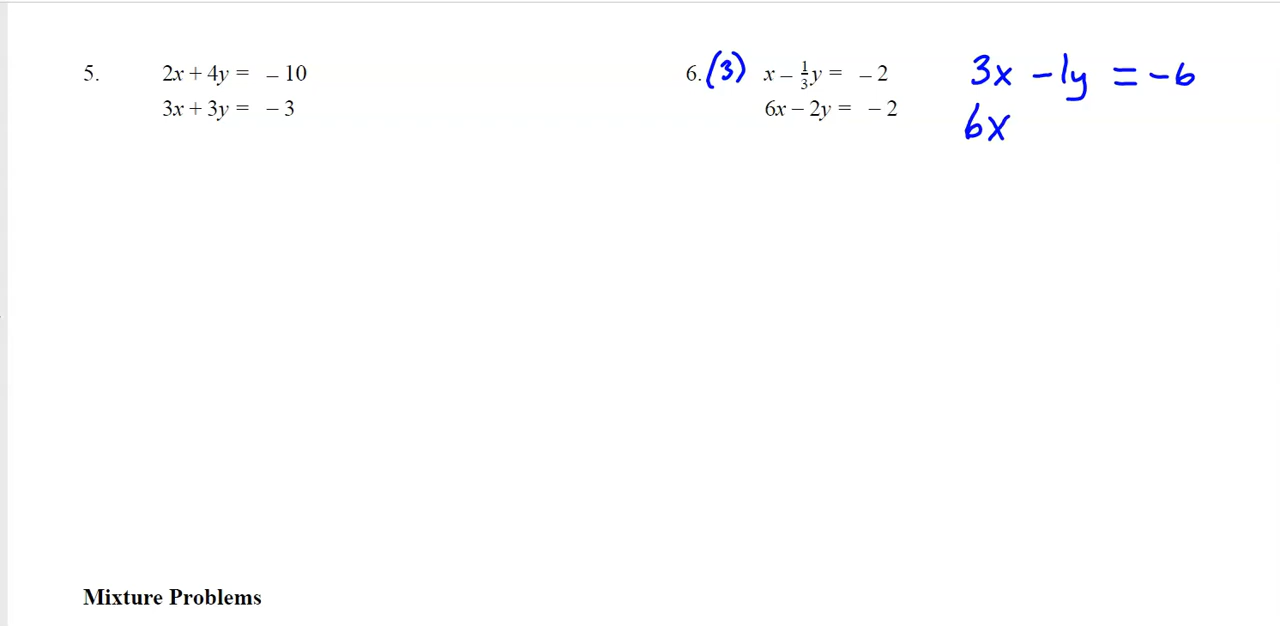 5. 2x + 4y = – 10
3x + 3y = – 3
6. (3) x – 1/3 y = – 2 3x – 1y = – 6
6x – 2y = – 2 6x
Mixture Problems